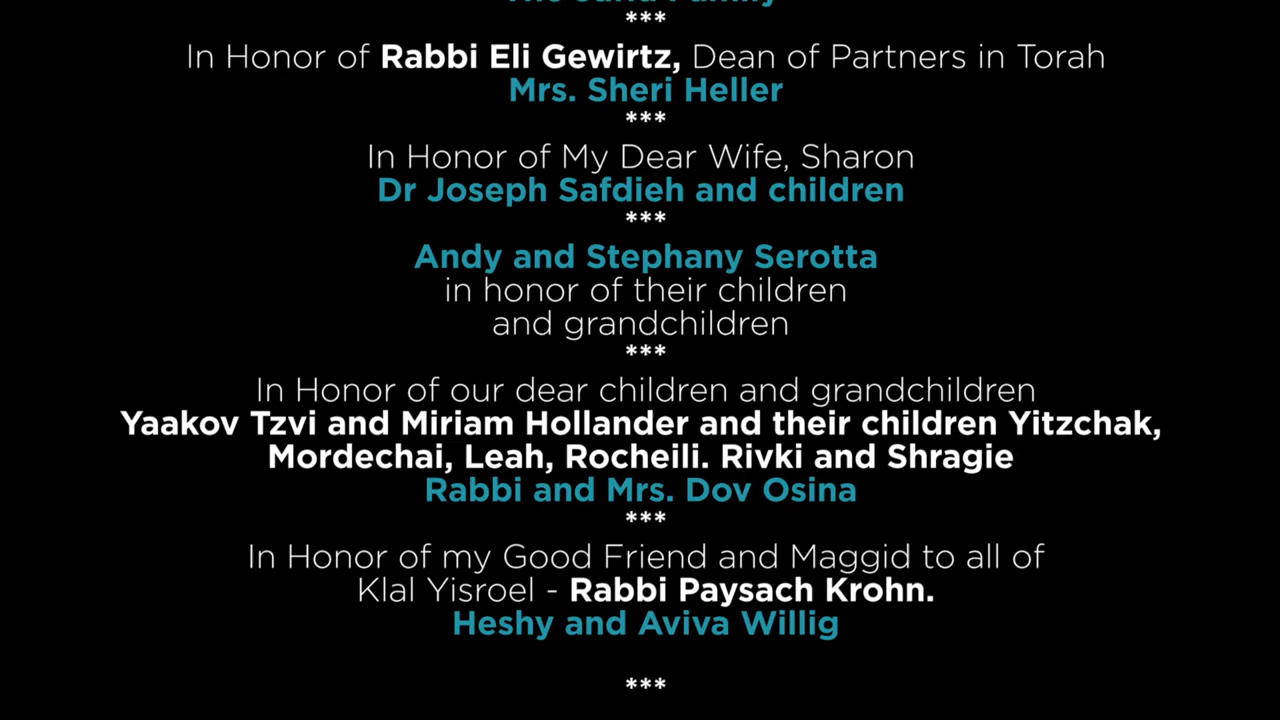 The Family
***
In Honor of Rabbi Eli Gewirtz, Dean of Partners in Torah
Mrs. Sheri Heller
***
In Honor of My Dear Wife, Sharon
Dr Joseph Safdieh and children
***
Andy and Stephany Serotta
in honor of their children
and grandchildren
***
In Honor of our dear children and grandchildren
Yaakov Tzvi and Miriam Hollander and their children Yitzchak,
Mordechai, Leah, Rocheili. Rivki and Shragie
Rabbi and Mrs. Dov Osina
***
In Honor of my Good Friend and Maggid to all of
Klal Yisroel - Rabbi Paysach Krohn.
Heshy and Aviva Willig
***